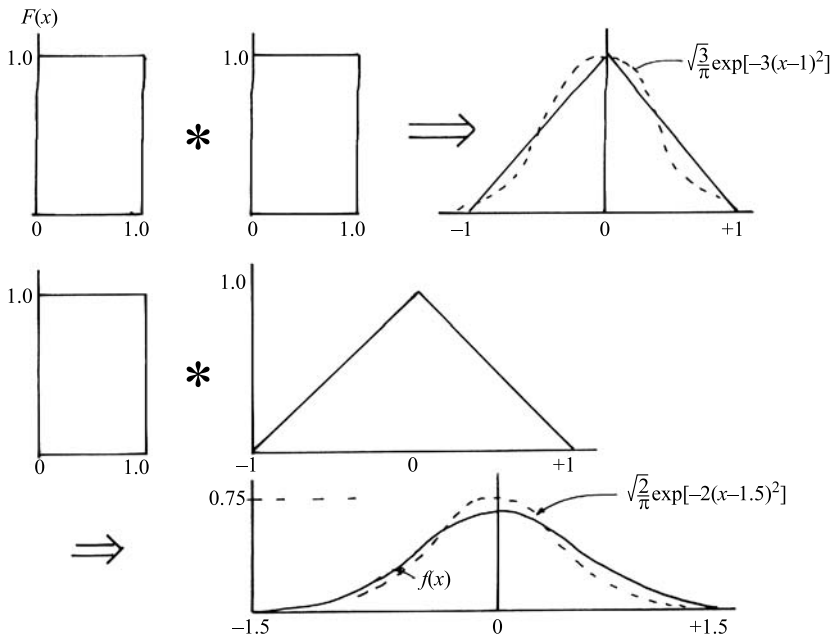 F(x)
1.0 1.0 √3/π exp[–3(x–1)²]
*
0 1.0 0 1.0 –1 0 +1
1.0 1.0
*
0 1.0 –1 0 +1
0.75 √2/π exp[–2(x–1.5)²]
f(x)
–1.5 0 +1.5